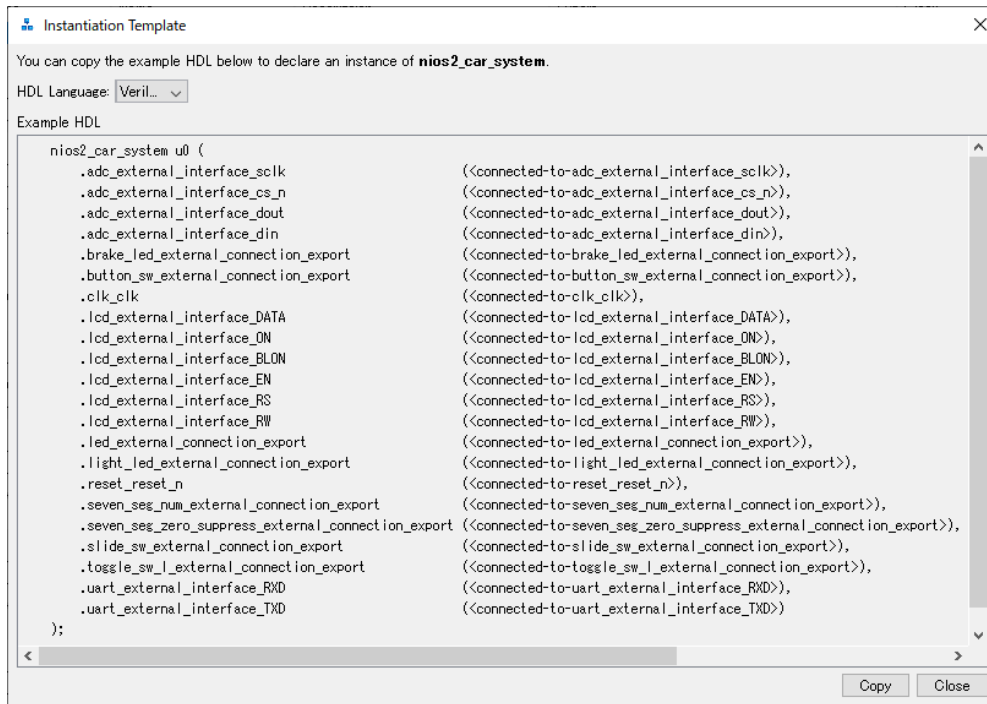 Instantiation Template
You can copy the example HDL below to declare an instance of nios2_car_system.
HDL Language: Veril...
Example HDL
nios2_car_system u0 (
.adc_external_interface_sclk (<connected-to-adc_external_interface_sclk>),
.adc_external_interface_cs_n (<connected-to-adc_external_interface_cs_n>),
.adc_external_interface_dout (<connected-to-adc_external_interface_dout>),
.adc_external_interface_din (<connected-to-adc_external_interface_din>),
.brake_led_external_connection_export (<connected-to-brake_led_external_connection_export>),
.button_sw_external_connection_export (<connected-to-button_sw_external_connection_export>),
.clk_clk (<connected-to-clk_clk>),
.lcd_external_interface_DATA (<connected-to-lcd_external_interface_DATA>),
.lcd_external_interface_ON (<connected-to-lcd_external_interface_ON>),
.lcd_external_interface_BLON (<connected-to-lcd_external_interface_BLON>),
.lcd_external_interface_EN (<connected-to-lcd_external_interface_EN>),
.lcd_external_interface_RS (<connected-to-lcd_external_interface_RS>),
.lcd_external_interface_RW (<connected-to-lcd_external_interface_RW>),
.led_external_connection_export (<connected-to-led_external_connection_export>),
.light_led_external_connection_export (<connected-to-light_led_external_connection_export>),
.reset_reset_n (<connected-to-reset_reset_n>),
.seven_seg_num_external_connection_export (<connected-to-seven_seg_num_external_connection_export>),
.seven_seg_zero_suppress_external_connection_export (<connected-to-seven_seg_zero_suppress_external_connection_export>),
.slide_sw_external_connection_export (<connected-to-slide_sw_external_connection_export>),
.toggle_sw_l_external_connection_export (<connected-to-toggle_sw_l_external_connection_export>),
.uart_external_interface_RXD (<connected-to-uart_external_interface_RXD>),
.uart_external_interface_TXD (<connected-to-uart_external_interface_TXD>)
);
Copy Close